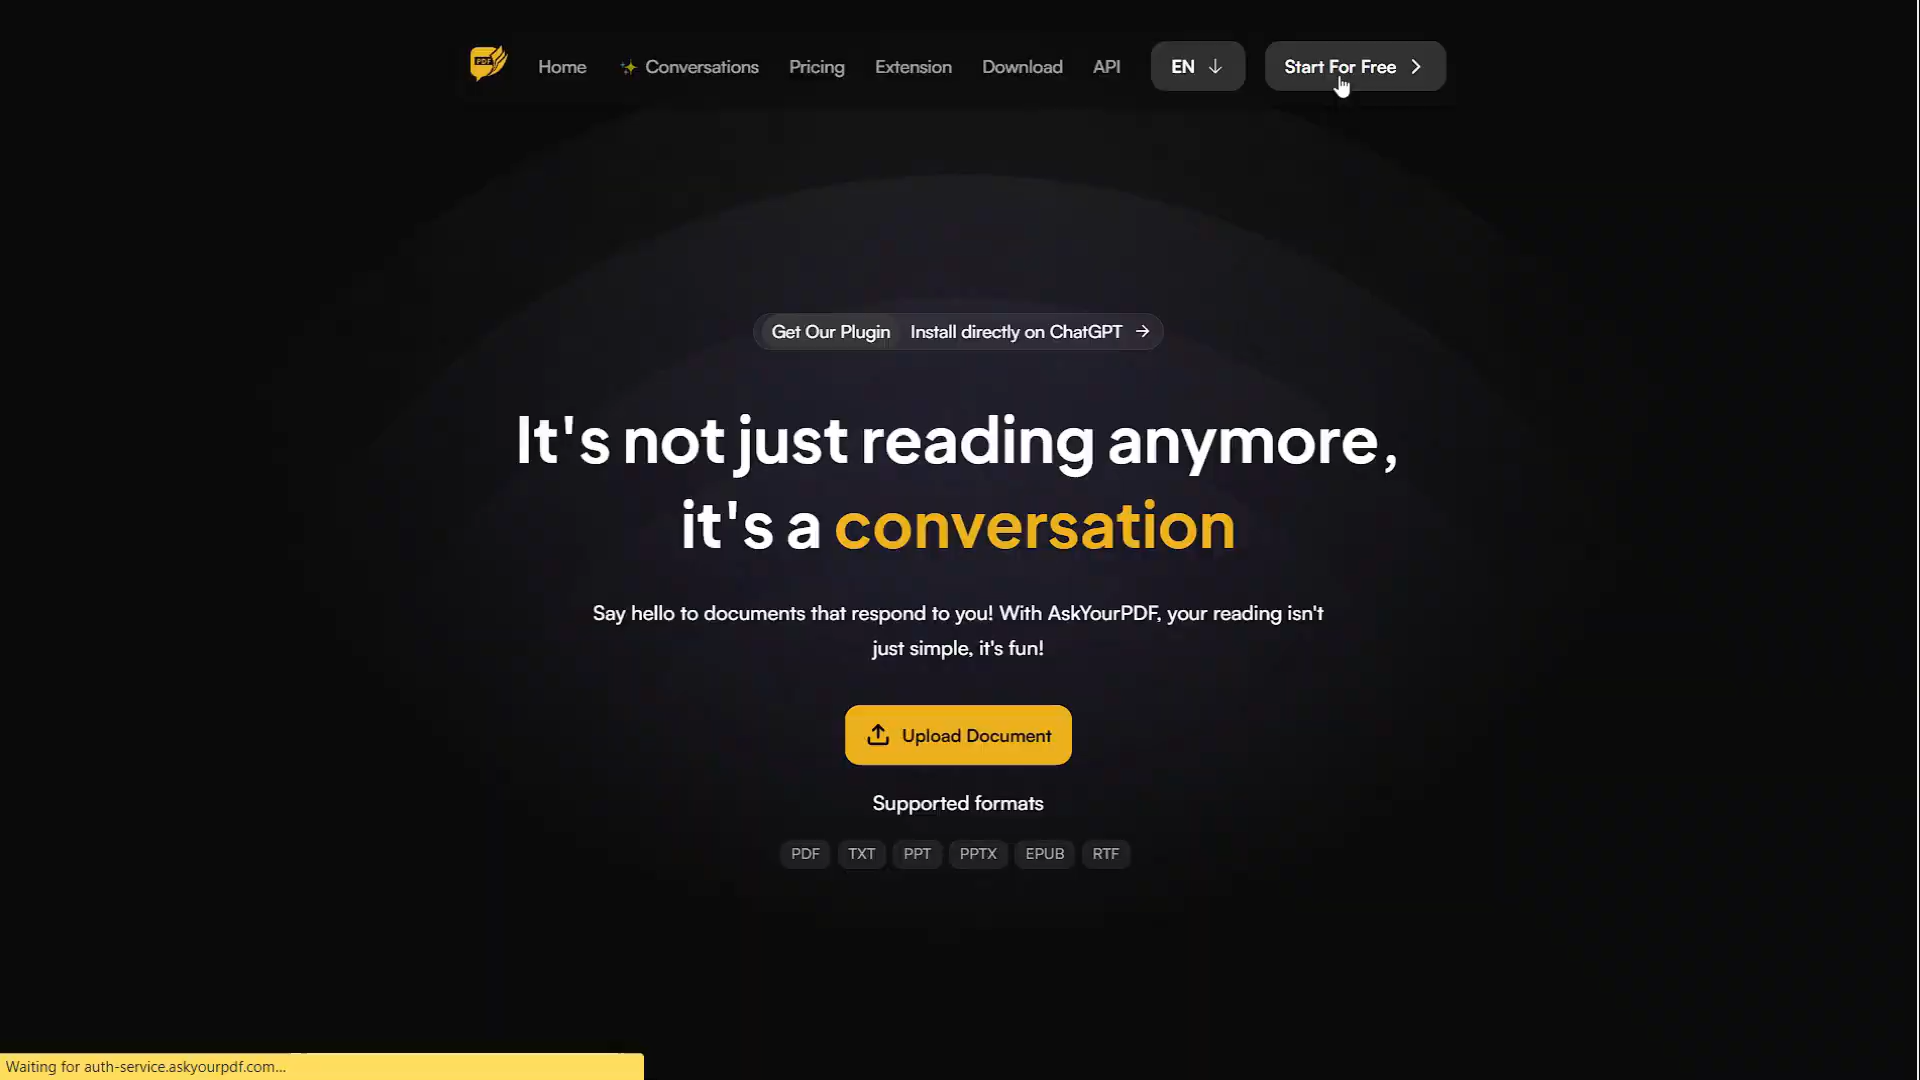 PDF
Home
Conversations
Pricing
Extension
Download
API
EN
Start For Free
Get Our Plugin Install directly on ChatGPT
It's not just reading anymore,
it's a conversation
Say hello to documents that respond to you! With AskYourPDF, your reading isn't
just simple, it's fun!
Upload Document
Supported formats
PDF TXT PPT PPTX EPUB RTF
Waiting for auth-service.askyourpdf.com...